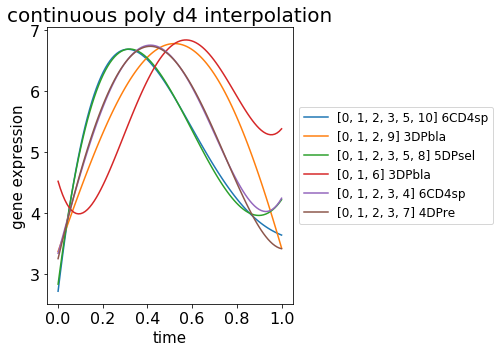 continuous poly d4 interpolation
7
6
5
4
3
gene expression
0.0 0.2 0.4 0.6 0.8 1.0
time
[0, 1, 2, 3, 5, 10] 6CD4sp
[0, 1, 2, 9] 3DPbla
[0, 1, 2, 3, 5, 8] 5DPsel
[0, 1, 6] 3DPbla
[0, 1, 2, 3, 4] 6CD4sp
[0, 1, 2, 3, 7] 4DPre